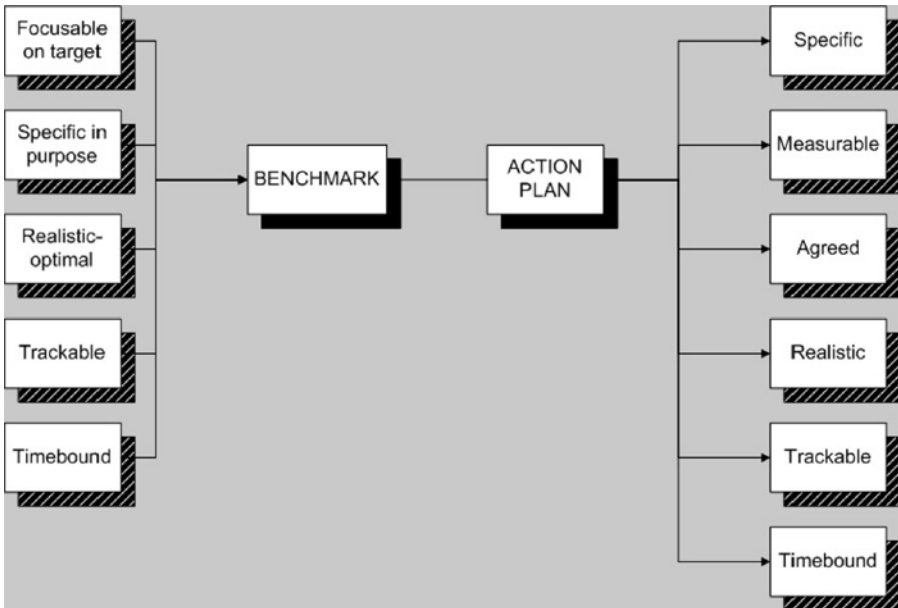 Focusable
on target
Specific in
purpose
Realistic-
optimal
Trackable
Timebound
BENCHMARK
ACTION
PLAN
Specific
Measurable
Agreed
Realistic
Trackable
Timebound